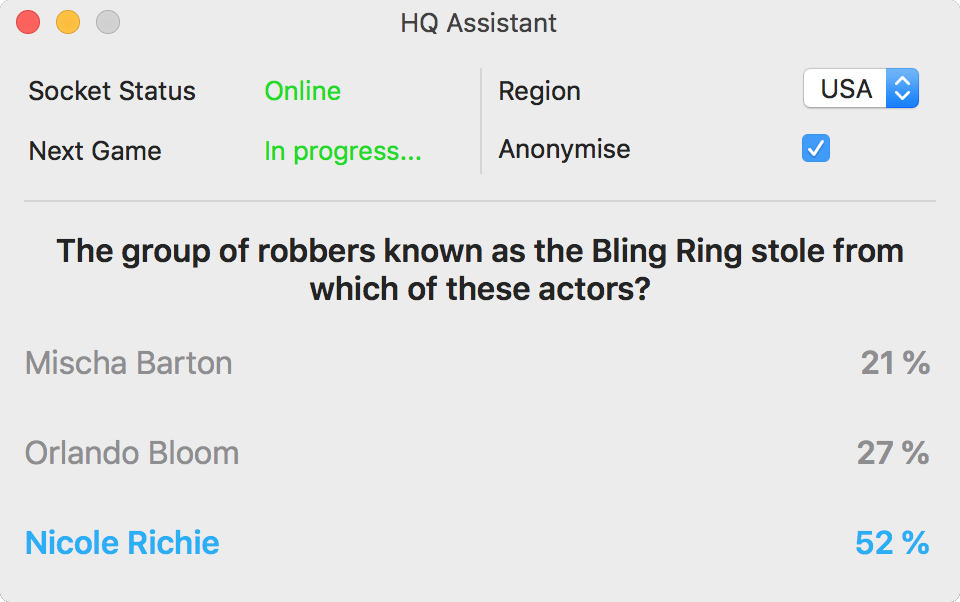 HQ Assistant
Socket Status Online
Region USA
Next Game In progress...
Anonymise
The group of robbers known as the Bling Ring stole from
which of these actors?
Mischa Barton 21 %
Orlando Bloom 27 %
Nicole Richie 52 %